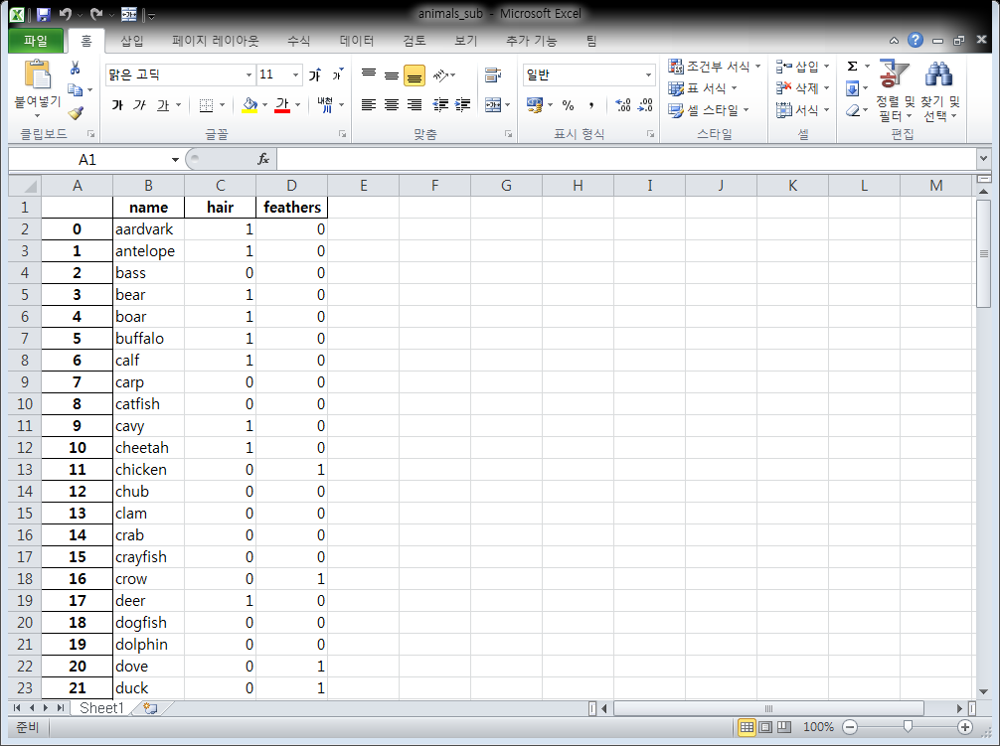 animals_sub - Microsoft Excel
파일 홈 삽입 페이지 레이아웃 수식 데이터 검토 보기 추가 기능 팀
붙여넣기
클립보드
맑은 고딕 11 가 가
가 가 가 가 내천
글꼴
맞춤
일반
% , .00 .00
표시 형식
조건부 서식
표 서식
셀 스타일
스타일
삽입
삭제
서식
셀
Σ
정렬 및 필터
찾기 및 선택
편집
A1 fx
A B C D E F G H I J K L M
1 name hair feathers
2 0 aardvark 1 0
3 1 antelope 1 0
4 2 bass 0 0
5 3 bear 1 0
6 4 boar 1 0
7 5 buffalo 1 0
8 6 calf 1 0
9 7 carp 0 0
10 8 catfish 0 0
11 9 cavy 1 0
12 10 cheetah 1 0
13 11 chicken 0 1
14 12 chub 0 0
15 13 clam 0 0
16 14 crab 0 0
17 15 crayfish 0 0
18 16 crow 0 1
19 17 deer 1 0
20 18 dogfish 0 0
21 19 dolphin 0 0
22 20 dove 0 1
23 21 duck 0 1
Sheet1
준비 100%